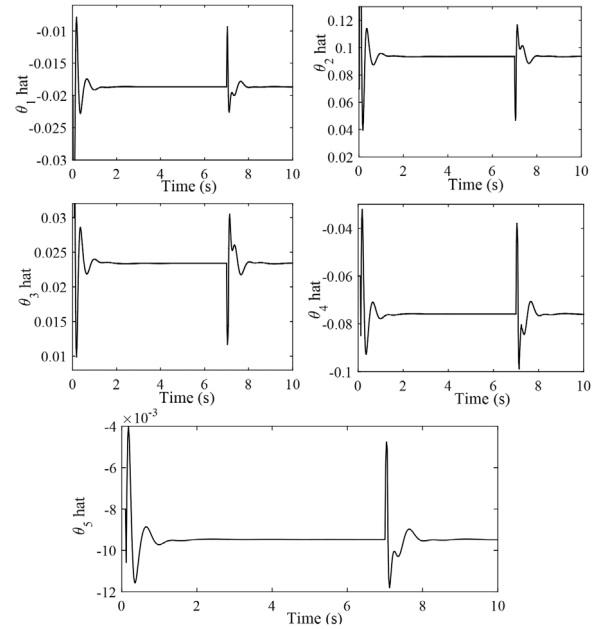 -0.01
-0.015
-0.02
-0.025
-0.03
θ1 hat
0 2 4 6 8 10
Time (s)
0.12
0.1
0.08
0.06
0.04
0.02
θ2 hat
0 2 4 6 8 10
Time (s)
0.03
0.025
0.02
0.015
0.01
θ3 hat
0 2 4 6 8 10
Time (s)
-0.04
-0.06
-0.08
-0.1
θ4 hat
0 2 4 6 8 10
Time (s)
×10-3
-4
-6
-8
-10
-12
θ5 hat
0 2 4 6 8 10
Time (s)